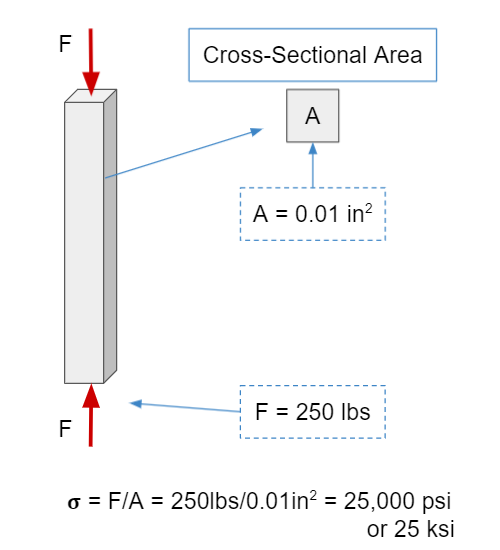 F
Cross-Sectional Area
A
A = 0.01 in²
F = 250 lbs
F
σ = F/A = 250lbs/0.01in² = 25,000 psi
or 25 ksi